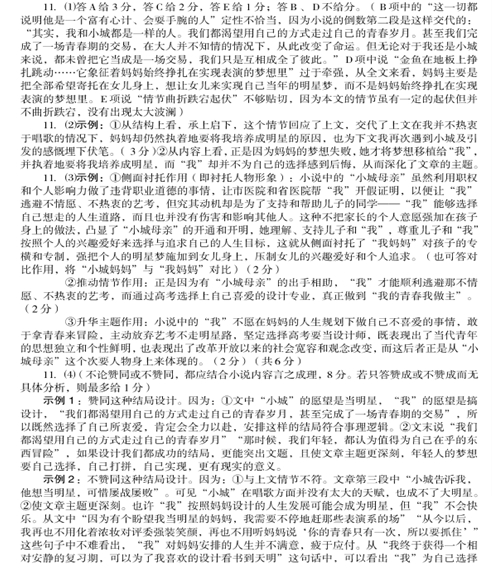 11. ⑴答A给3分，答C给2分，答E给1分；答B、D不给分。（B项中的“这一切都
说明他是一个富有心计、会耍手腕的人”定性不恰当，因为小说的倒数第二段是这样交代的：
“其实，我和小城都是一样的人。我们都渴望用自己的方式走过自己的青春岁月。甚至我们完
成了一场青春期的交易，在大人并不知情的情况下，从此改变了命运。但无论对于我还是小城
来说，都未曾把它当成是一场交易，我们只是互相成全了彼此。”D项中说“金鱼在地板上挣
扎跳动……它象征着妈妈始终挣扎在实现表演的梦想里”过于牵强，从全文来看，妈妈主要是
把全部希望寄托在女儿身上，想让女儿来实现自己当年的明星梦，而不是妈妈始终挣扎在实现
表演的梦想里。E项说“情节曲折跌宕起伏”不够贴切，因为本文的情节虽有一定的起伏但并
不曲折跌宕，没有出现太大波澜）
11. ⑵示例：①从结构上看，承上启下，这个情节回应了上文，交代了上文在我并不热衷
于唱歌的情况下，妈妈却仍然执着地要将我培养成明星的原因，也为下文我再次遇到小城及引
发的感慨埋下伏笔。（3分）②从内容上看，正是因为妈妈的梦想失败，她才将梦想移植给“我”，
并执着地要将我培养成明星，而“我”却并不为自己的选择感到后悔，从而深化了文章的主题。
11. ⑶示例：①侧面衬托作用（即衬托人物形象）：小说中的“小城母亲”虽然利用职权
和个人影响力做了违背职业道德的事情，让市医院和省医院帮“我”开假证明，以便让“我”
逃避不情愿、不热衷的艺考，但究其动机却是为了支持和帮助儿子的同学——“我”能够选择
自己想走的人生道路，而且也并没有伤害和影响其他人。这种不把家长的个人意愿强加在孩子
身上的做法，凸显了“小城母亲”的开通和开明，她理解、支持儿子和“我”，尊重儿子和“我”
按照个人的兴趣爱好来选择与追求自己的人生目标，这就从侧面衬托了“我妈妈”对孩子的专
横和专制，强把个人的明星梦施加到女儿身上，压制女儿的兴趣爱好和个人追求。（也可答对
比作用，将“小城妈妈”与“我妈妈”对比）（2分）
②推动情节作用：正是因为有“小城母亲”的出手相助，“我”才能顺利逃避那不情
愿、不热衷的艺考，而通过高考选择上自己喜爱的设计专业，真正做到“我的青春我做主”。
（2分）
③升华主题作用：小说中的“我”不愿在妈妈的人生规划下做自己不喜爱的事情，敢
于拿青春来冒险，主动放弃艺考不走明星路，坚定选择高考要当设计师，既表现出了当代青年
的思想独立和个性鲜明，也表现出了改革开放以来的社会宽容和观念改变，而这后者正是从“小
城母亲”这个次要人物身上来体现的。（2分）（共6分）
11. ⑷（不论赞同或不赞同，都应结合小说内容言之成理，8分。若只答赞成或不赞成而无
具体分析，则最多给1分）
示例1：赞同这种结局设计。因为：①文中“小城”的愿望是当明星，“我”的愿望是搞
设计，“我们都渴望用自己的方式走过自己的青春岁月，甚至完成了一场青春期的交易”，所
以既然选择了自己所衷爱，肯定会全力以赴，安排这样的结局符合事理逻辑。②文末说“我们
都渴望用自己的方式走过自己的青春岁月”“那时候，我们年轻，都认为值得为自己在乎的东
西冒险”，如果设计我们都成功的结局，更能突出文题，且使文章主题更深刻，年轻人的梦想
要自己选择，自己打拼，自己实现，更有现实的意义。
示例2：不赞同这种结局设计。因为：①与上文情节不符。文章第三段中“小城告诉我，
他想当明星，可惜屡战屡败”。可见“小城”在唱歌方面并没有太大的天赋，也成不了大明星。
②使文章主题更深刻。也许“我”按照妈妈设计的人生发展可能会成为明星，但“我”不会快
乐。从文中“因为有个盼望我当明星的妈妈，我需要不停地赶那些表演系的场”“从今以后，
我再也不用化着浓妆对评委强装笑颜，再也不用听妈妈说‘你的青春只有一次，所以要抓住’”
这些句子中不难看出，“我”对妈妈安排的人生并不满意，疲于应付。从“我终于获得一个相
对安静的复习期，可以为了我喜欢的设计看书到天明”这句话中，可以看出“我”为自己选择